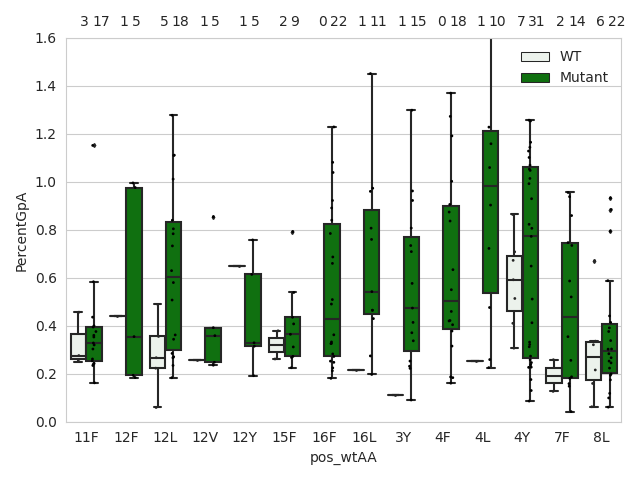 3 17 1 5 5 18 1 5 1 5 2 9 0 22 1 11 1 15 0 18 1 10 7 31 2 14 6 22
1.6
WT
Mutant
1.4
1.2
1.0
0.8
0.6
0.4
0.2
0.0
PercentGpA
11F 12F 12L 12V 12Y 15F 16F 16L 3Y 4F 4L 4Y 7F 8L
pos_wtAA